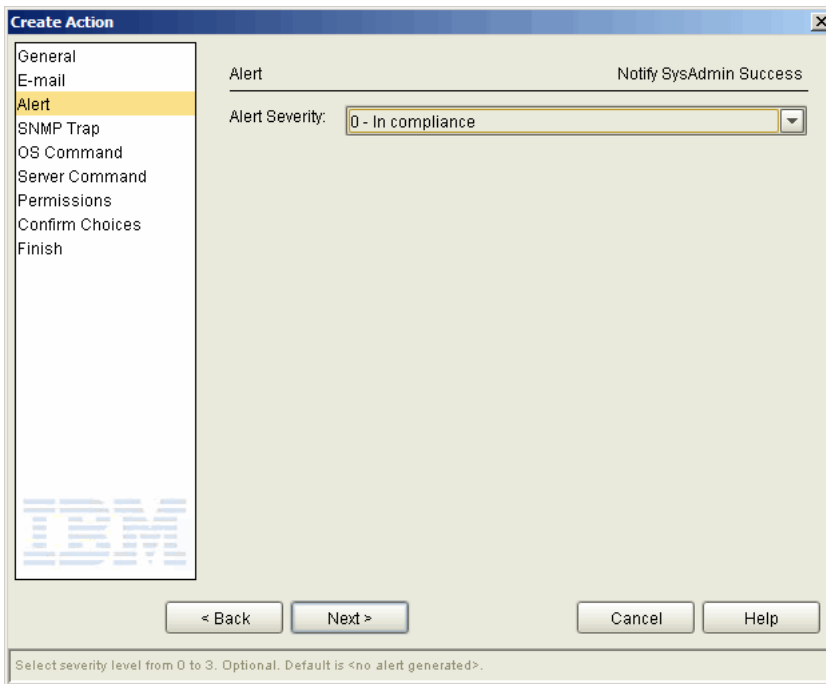 Create Action
General
E-mail
Alert
SNMP Trap
OS Command
Server Command
Permissions
Confirm Choices
Finish
IBM
Alert
Notify SysAdmin Success
Alert Severity:
0 - In compliance
< Back
Next >
Cancel
Help
Select severity level from 0 to 3. Optional. Default is <no alert generated>.